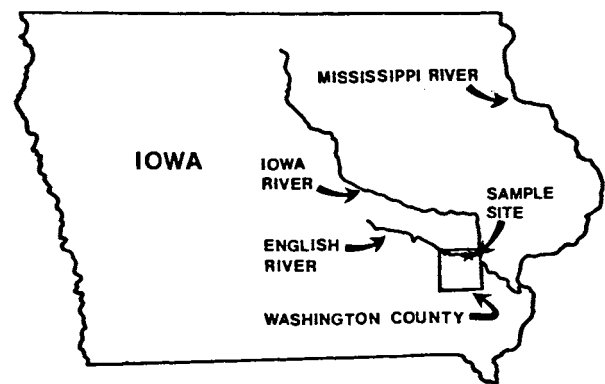 MISSISSIPPI RIVER
IOWA
IOWA
RIVER
SAMPLE
SITE
ENGLISH
RIVER
WASHINGTON COUNTY